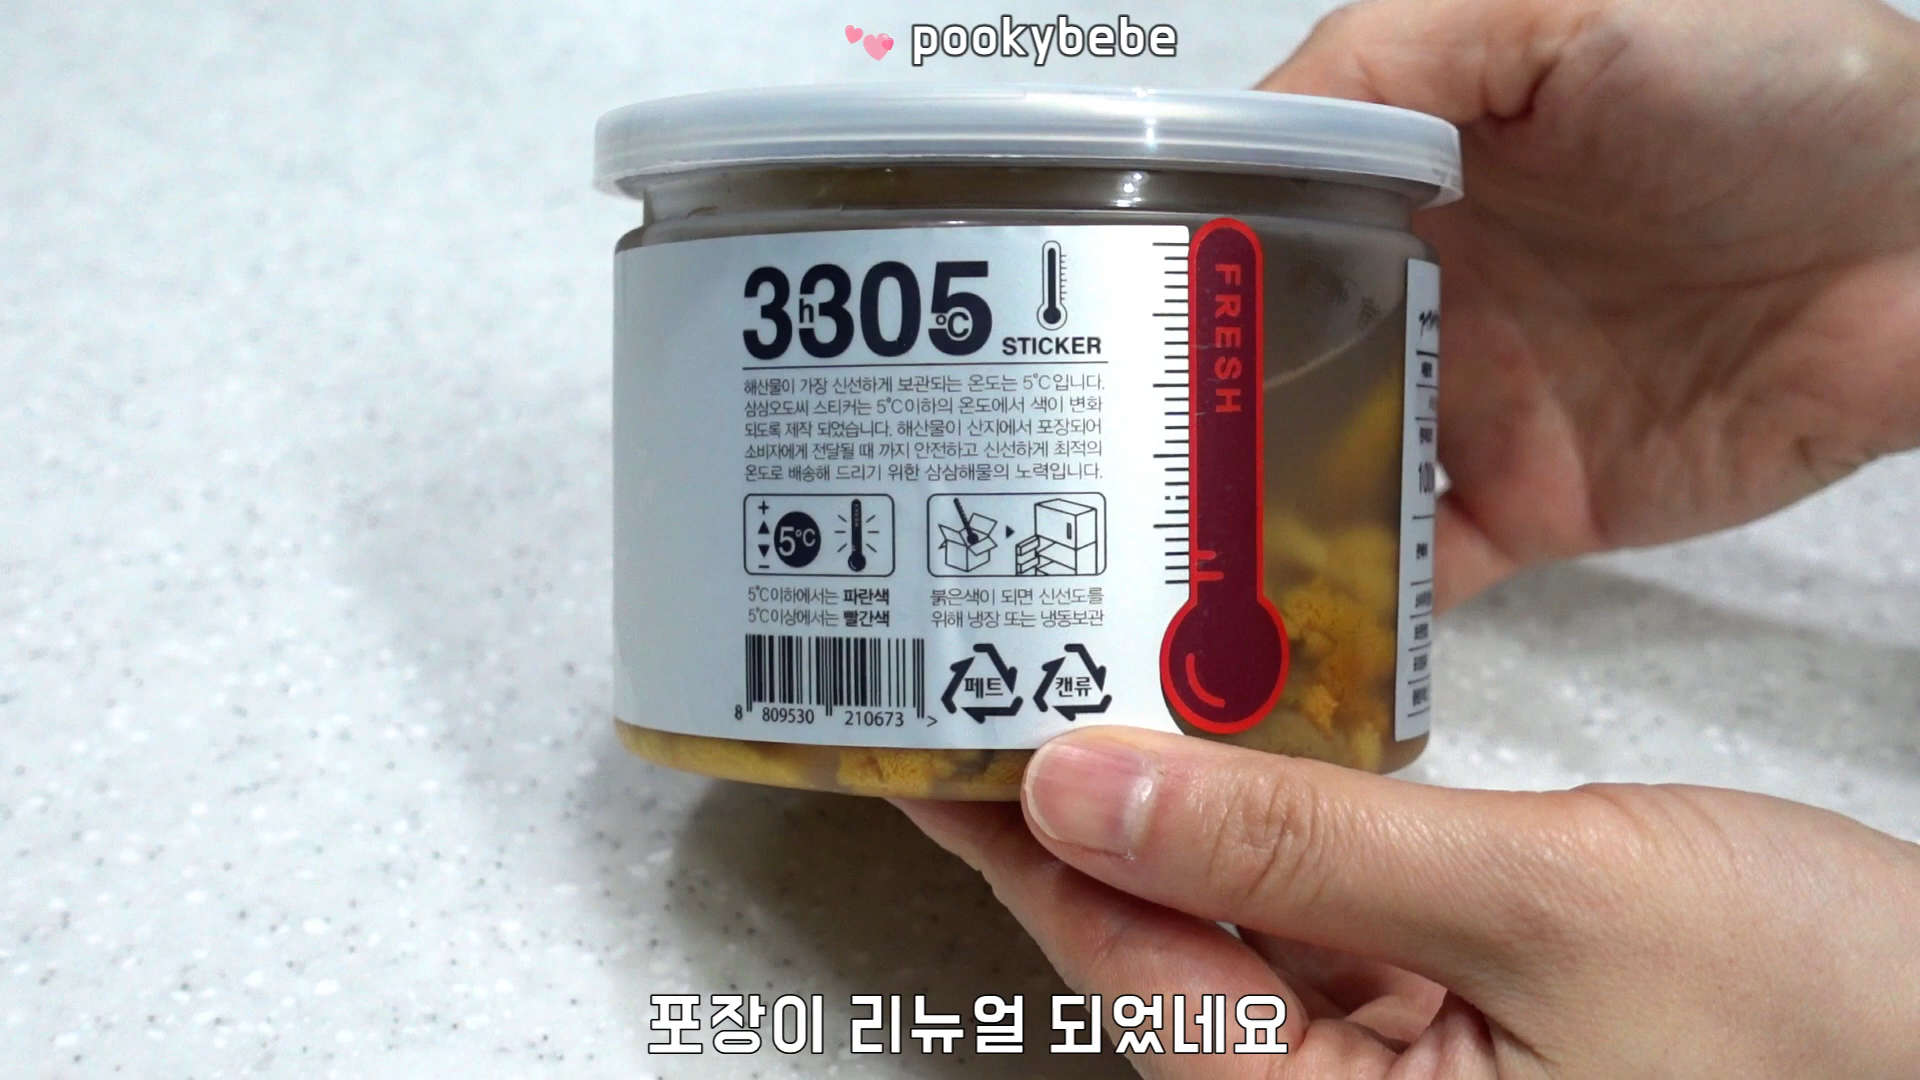 pookybebe
33h05℃
STICKER
해산물이 가장 신선하게 보관되는 온도는 5℃입니다.
삼삼오도씨 스티커는 5℃이하의 온도에서 색이 변화
되도록 제작 되었습니다. 해산물이 산지에서 포장되어
소비자에게 전달될 때 까지 안전하고 신선하게 최적의
온도로 배송해 드리기 위한 삼삼해물의 노력입니다.
+
5℃
−
5℃이하에서는 파란색
5℃이상에서는 빨간색
붉은색이 되면 신선도를
위해 냉장 또는 냉동보관
8 809530 210673 >
페트
캔류
FRESH
포장이 리뉴얼 되었네요